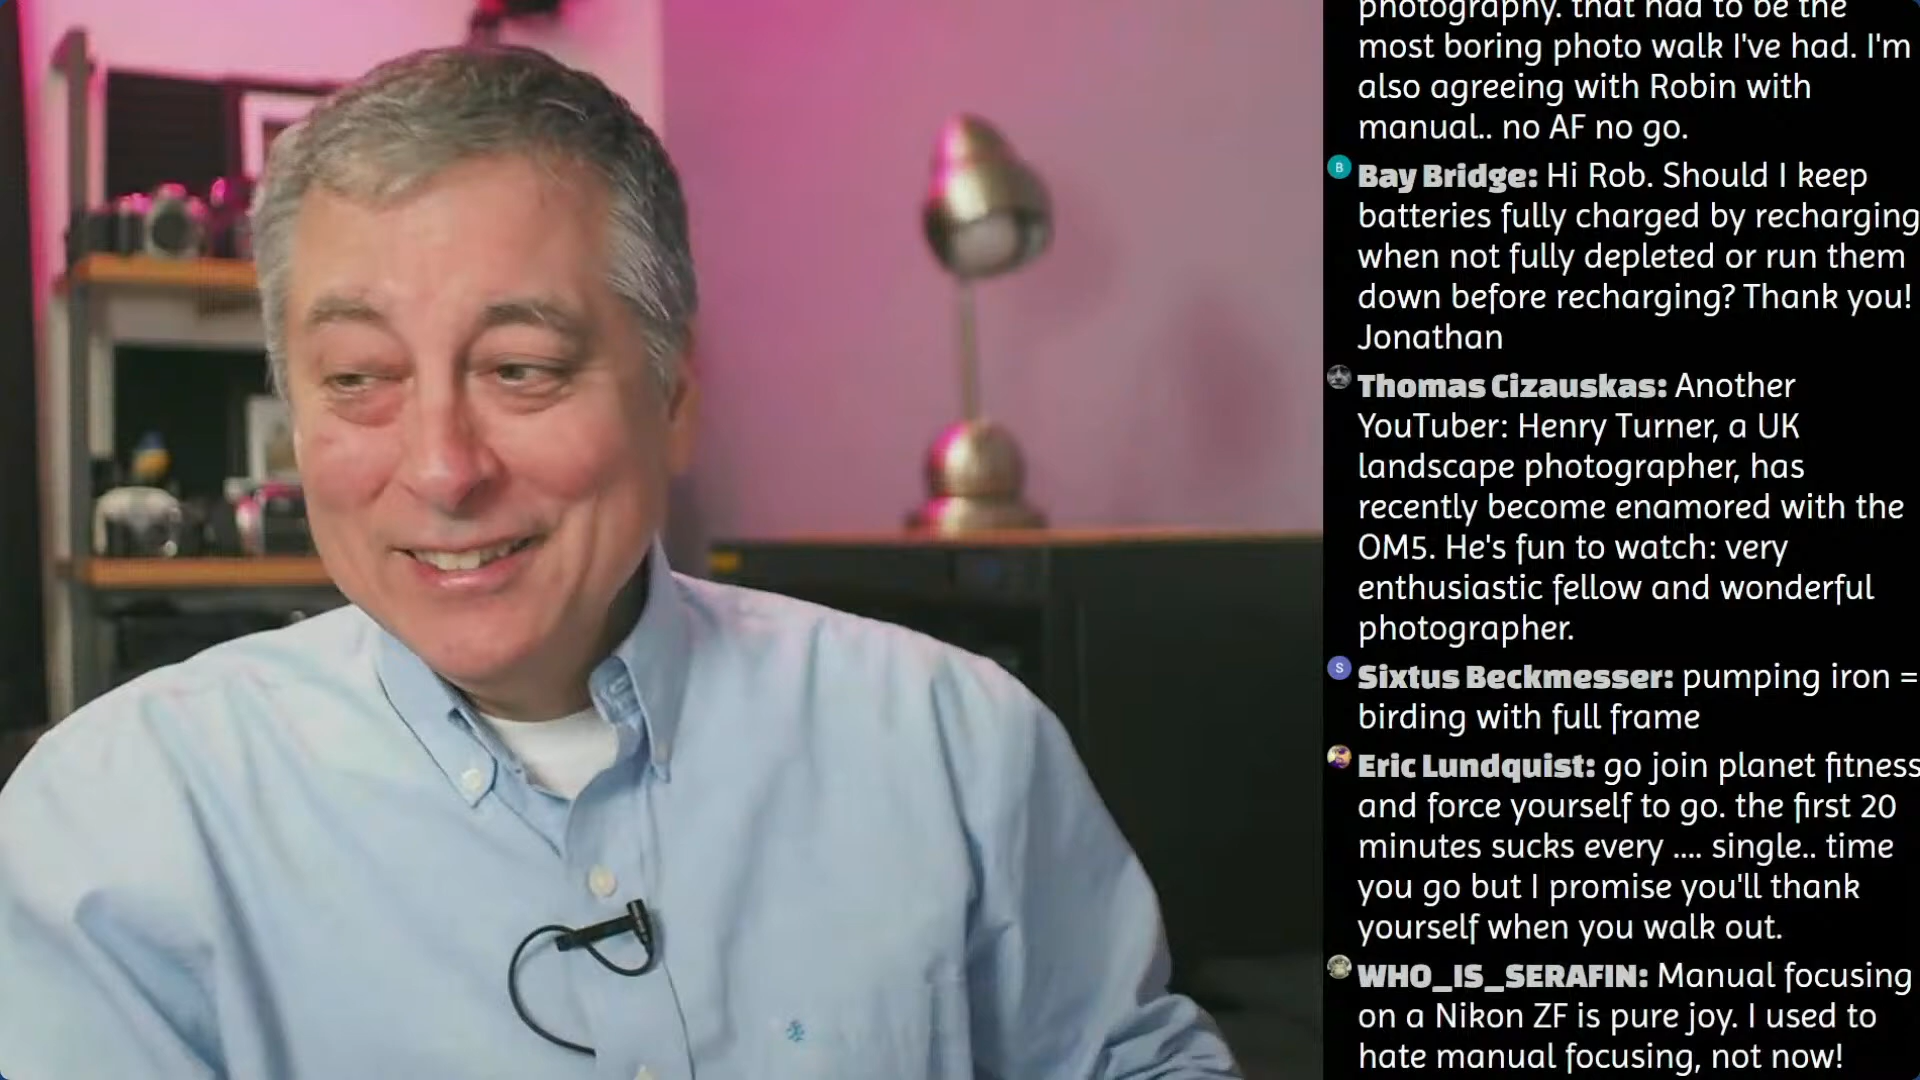 photography. that had to be the
most boring photo walk I've had. I'm
also agreeing with Robin with
manual.. no AF no go.
B Bay Bridge: Hi Rob. Should I keep
batteries fully charged by recharging
when not fully depleted or run them
down before recharging? Thank you!
Jonathan
Thomas Cizauskas: Another
YouTuber: Henry Turner, a UK
landscape photographer, has
recently become enamored with the
OM5. He's fun to watch: very
enthusiastic fellow and wonderful
photographer.
S Sixtus Beckmesser: pumping iron =
birding with full frame
Eric Lundquist: go join planet fitness
and force yourself to go. the first 20
minutes sucks every .... single.. time
you go but I promise you'll thank
yourself when you walk out.
WHO_IS_SERAFIN: Manual focusing
on a Nikon ZF is pure joy. I used to
hate manual focusing, not now!